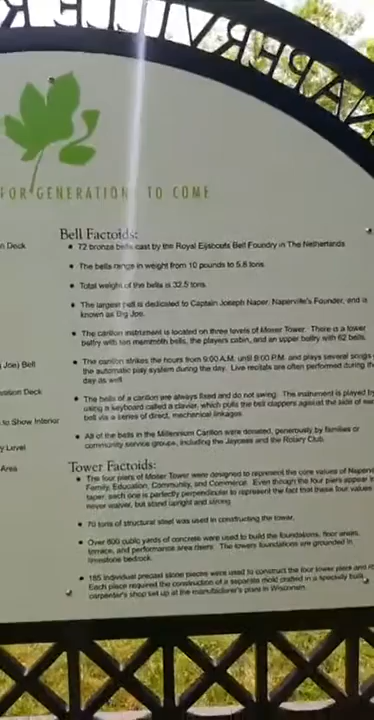 NAPERVILLE
FOR GENERATIONS TO COME
Bell Factoids:
• 72 bronze bells cast by the Royal Eijsbouts Bell Foundry in The Netherlands
• The bells range in weight from 10 pounds to 5.8 tons.
• Total weight of the bells is 32.5 tons.
• The largest bell is dedicated to Captain Joseph Naper, Naperville's Founder, and is
known as Big Joe.
• The carillon instrument is located on three levels of Moser Tower. There is a lower
belfry with ten mammoth bells, the players cabin, and an upper belfry with 62 bells.
• The carillon strikes the hours from 9:00 A.M. until 9:00 P.M. and plays several songs
the automatic play system during the day. Live recitals are often performed during the
day as well.
• The bells of a carillon are always fixed and do not swing. The instrument is played by
using a keyboard called a clavier, which pulls the bell clappers against the side of
bell via a series of direct, mechanical linkages.
• All of the bells in the Millennium Carillon were donated, generously by families or
community service groups, including the Jaycees and the Rotary Club.
Tower Factoids:
• The four piers of Moser Tower were designed to represent the core values of
Family, Education, Community, and Commerce. Even though the four piers appear
taper, each one is perfectly perpendicular to represent the fact that these four values
never waiver, but stand upright and strong.
• 70 tons of structural steel was used in constructing the tower.
• Over 800 cubic yards of concrete were used to build the foundations, floor
terrace, and performance area risers. The towers foundations are grounded in
limestone bedrock.
• 185 individual precast stone pieces were used to construct the four tower piers and
Each piece required the construction of a separate mold crafted in a specially built
carpenter's shop set up at the manufacturer's plant in Wisconsin.
n Deck
Joe) Bell
Deck
to Show Interior
Level
Area